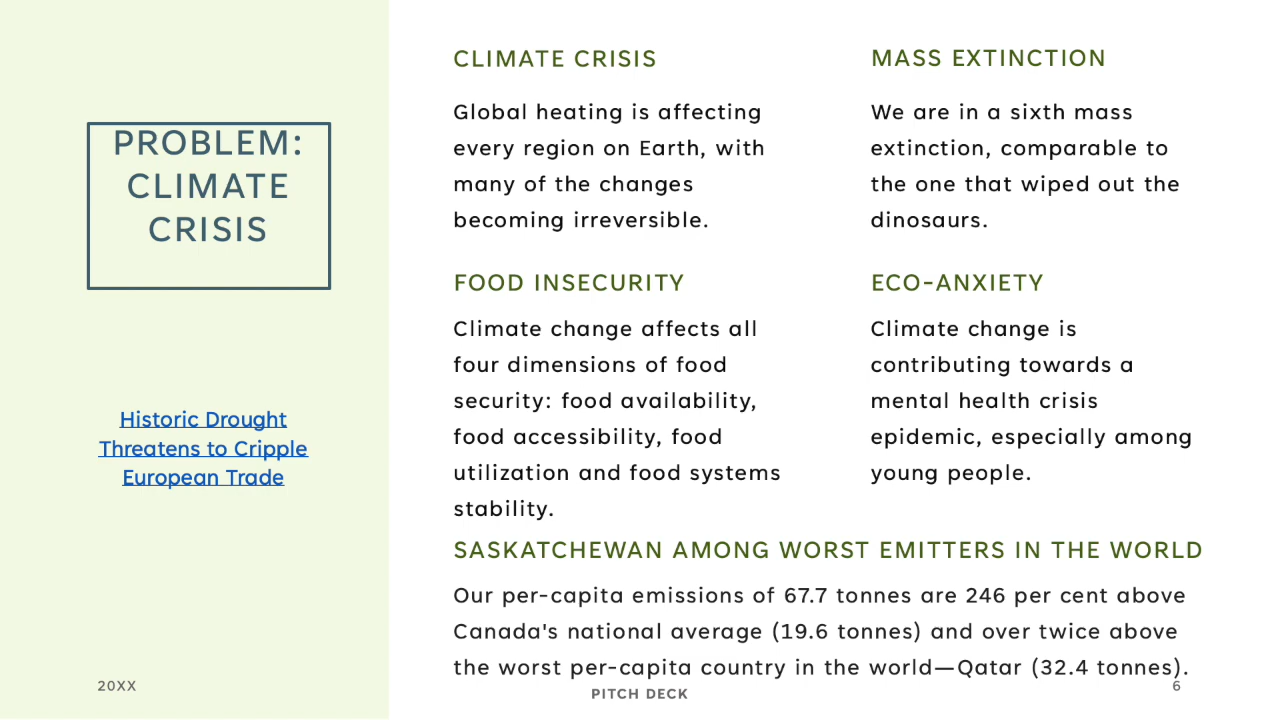 PROBLEM:
CLIMATE
CRISIS
Historic Drought
Threatens to Cripple
European Trade
CLIMATE CRISIS
Global heating is affecting
every region on Earth, with
many of the changes
becoming irreversible.
MASS EXTINCTION
We are in a sixth mass
extinction, comparable to
the one that wiped out the
dinosaurs.
FOOD INSECURITY
Climate change affects all
four dimensions of food
security: food availability,
food accessibility, food
utilization and food systems
stability.
ECO-ANXIETY
Climate change is
contributing towards a
mental health crisis
epidemic, especially among
young people.
SASKATCHEWAN AMONG WORST EMITTERS IN THE WORLD
Our per-capita emissions of 67.7 tonnes are 246 per cent above
Canada's national average (19.6 tonnes) and over twice above
the worst per-capita country in the world—Qatar (32.4 tonnes).
20XX
PITCH DECK
6